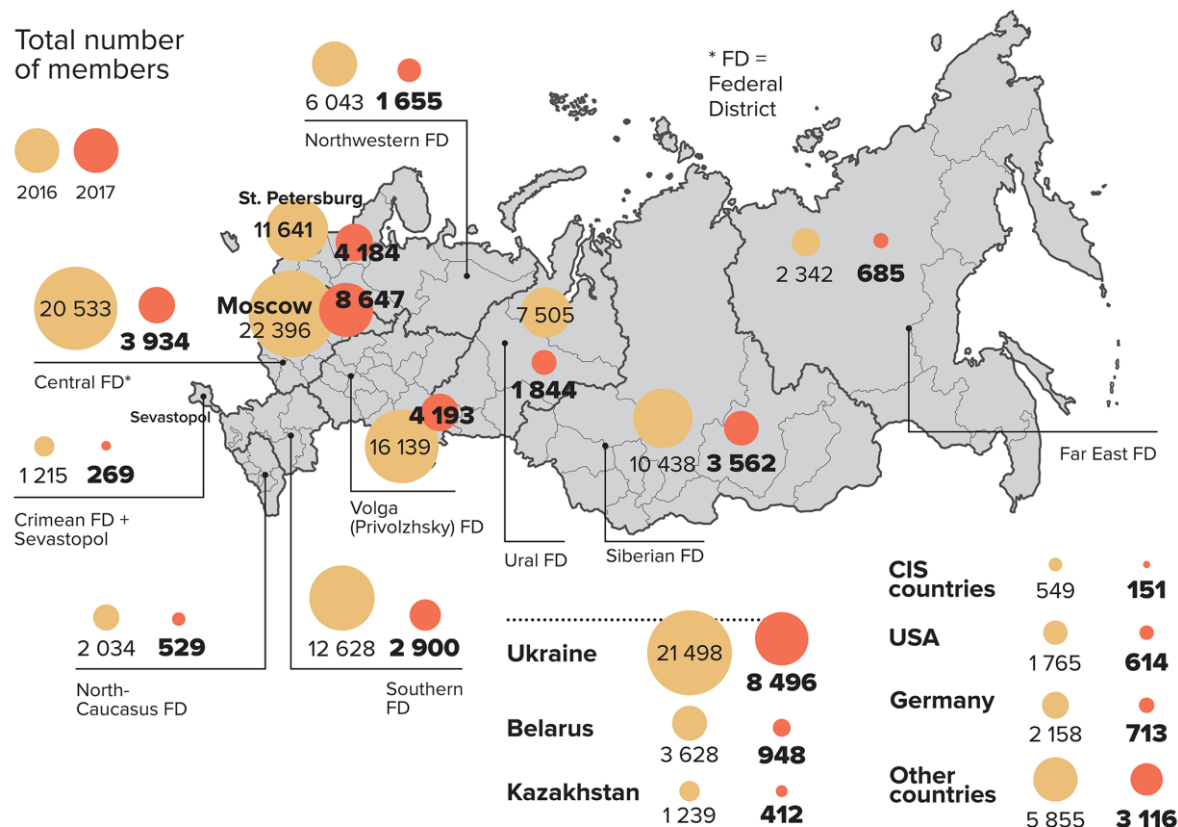 Total number
of members
2016 2017
6 043 1 655
Northwestern FD
* FD =
Federal
District
St. Petersburg
11 641
4 184
20 533
3 934
Central FD*
Moscow
22 396
8 647
7 505
1 844
Ural FD
2 342 685
Far East FD
Sevastopol
1 215 269
Crimean FD +
Sevastopol
4 193
16 139
Volga
(Privolzhsky) FD
10 438 3 562
Siberian FD
2 034 529
North-
Caucasus FD
12 628 2 900
Southern
FD
Ukraine
21 498
8 496
Belarus
3 628 948
Kazakhstan
1 239 412
CIS
countries
549 151
USA
1 765 614
Germany
2 158 713
Other
countries
5 855 3 116